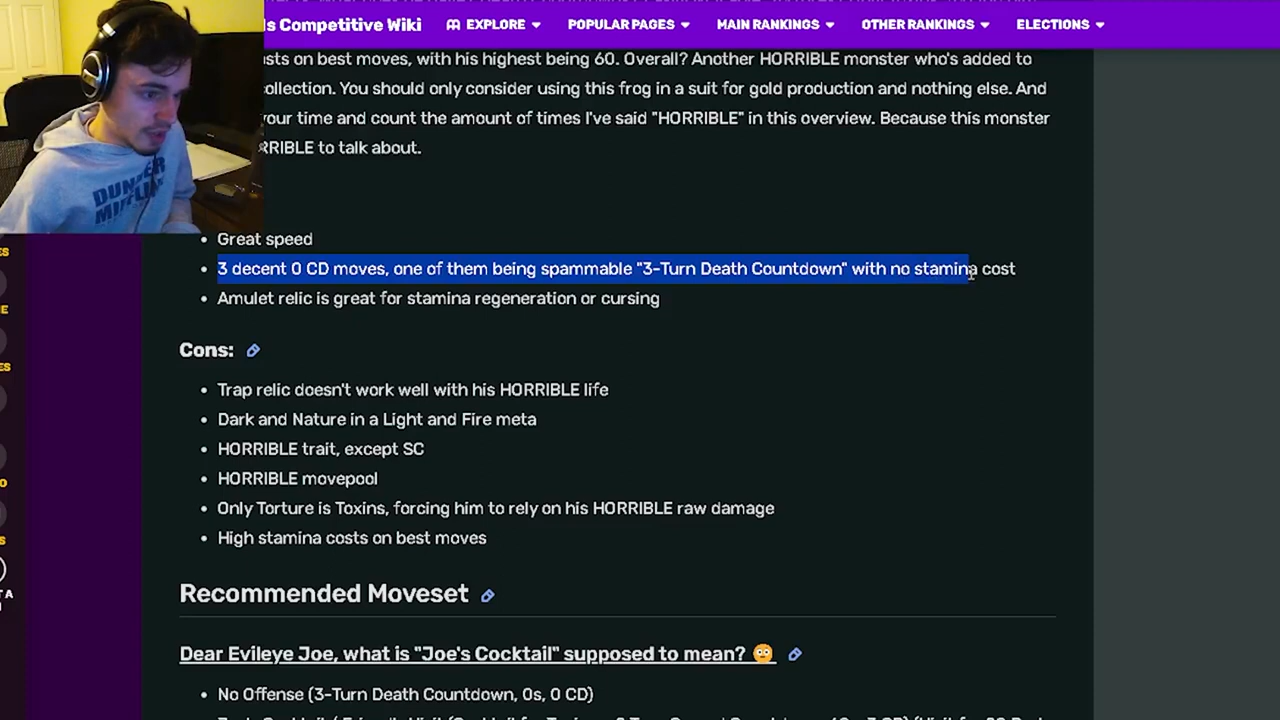 ls Competitive Wiki EXPLORE POPULAR PAGES MAIN RANKINGS OTHER RANKINGS ELECTIONS
sts on best moves, with his highest being 60. Overall? Another HORRIBLE monster who's added to
ollection. You should only consider using this frog in a suit for gold production and nothing else. And
our time and count the amount of times I've said "HORRIBLE" in this overview. Because this monster
RRIBLE to talk about.
DUNDER
MIFFLIN
• Great speed
• 3 decent 0 CD moves, one of them being spammable "3-Turn Death Countdown" with no stamina cost
• Amulet relic is great for stamina regeneration or cursing
Cons:
• Trap relic doesn't work well with his HORRIBLE life
• Dark and Nature in a Light and Fire meta
• HORRIBLE trait, except SC
• HORRIBLE movepool
• Only Torture is Toxins, forcing him to rely on his HORRIBLE raw damage
• High stamina costs on best moves
Recommended Moveset
Dear Evileye Joe, what is "Joe's Cocktail" supposed to mean? 😳
• No Offense (3-Turn Death Countdown, 0s, 0 CD)